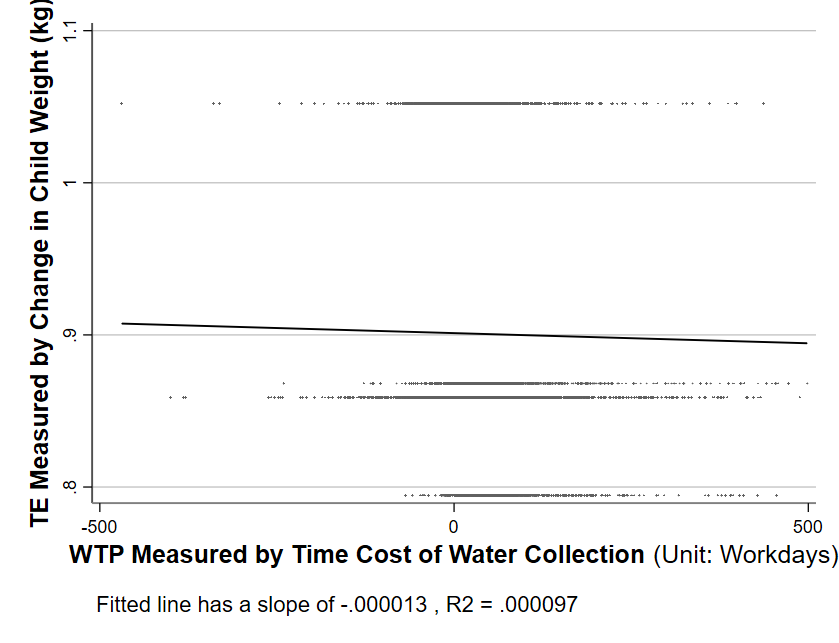 TE Measured by Change in Child Weight (kg)
1.1
1
.9
.8
-500
0
500
WTP Measured by Time Cost of Water Collection (Unit: Workdays)
Fitted line has a slope of -.000013 , R2 = .000097